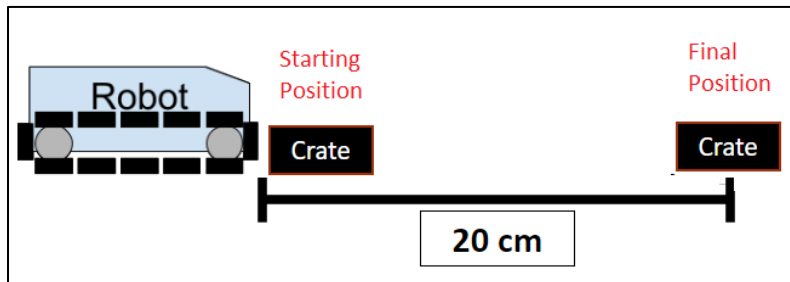 Robot
Starting
Position
Crate
Final
Position
Crate
20 cm